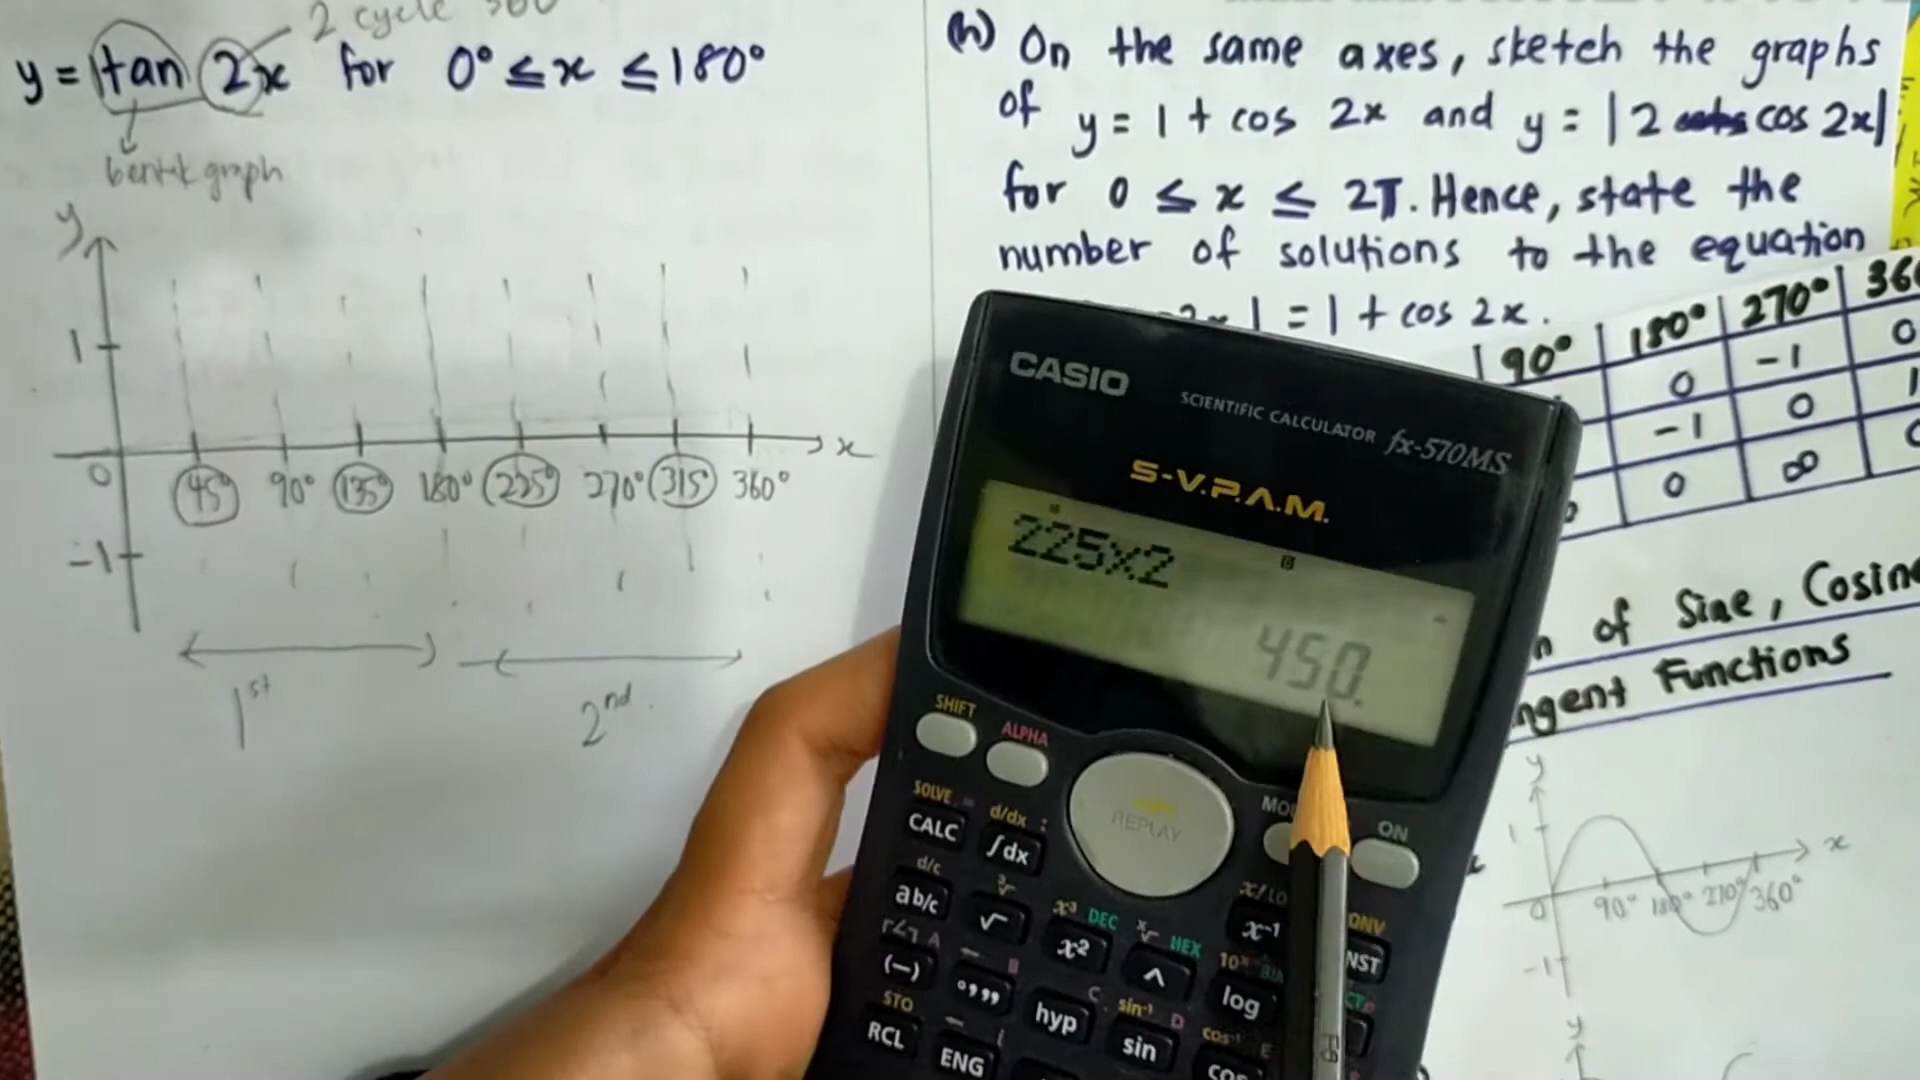 2 cycle 360
y = tan 2x for 0° ≤ x ≤ 180°
bentuk graph
y
1
0
-1
45° 90° 135° 180° 225° 270° 315° 360°
x
1st
2nd
(h) On the same axes, sketch the graphs
of y = 1 + cos 2x and y = |2 cos 2x|
for 0 ≤ x ≤ 2π. Hence, state the
number of solutions to the equation
| = 1 + cos 2x.
90° 180° 270° 360
0 -1 0
-1 0 1
0 ∞ 0
of Sine, Cosine
Functions
y
1
0
-1
90° 180° 270° 360°
x
y
CASIO
SCIENTIFIC CALCULATOR fx-570MS
S-V.P.A.M.
225x2
450.
SHIFT
ALPHA
REPLAY
ON
SOLVE =
d/dx :
CALC
∫dx
d/c
ab/c
√
x³ DEC
x²
HEX
^
x⁻¹
log
A
(-)
B
°,,,
C
hyp
sin⁻¹ D
sin
cos⁻¹ E
STO
RCL
i
ENG